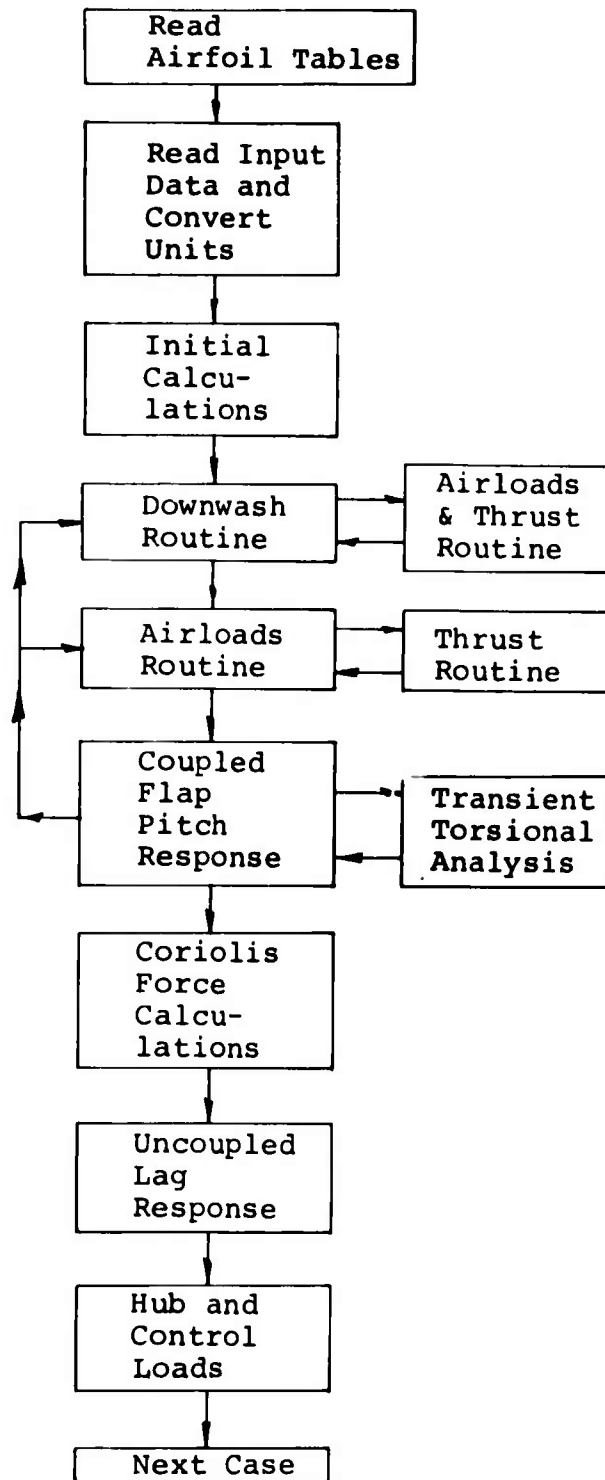 Read
Airfoil Tables
Read Input
Data and
Convert
Units
Initial
Calcu-
lations
Downwash
Routine
Airloads
& Thrust
Routine
Airloads
Routine
Thrust
Routine
Coupled
Flap
Pitch
Response
Transient
Torsional
Analysis
Coriolis
Force
Calcu-
lations
Uncoupled
Lag
Response
Hub and
Control
Loads
Next Case